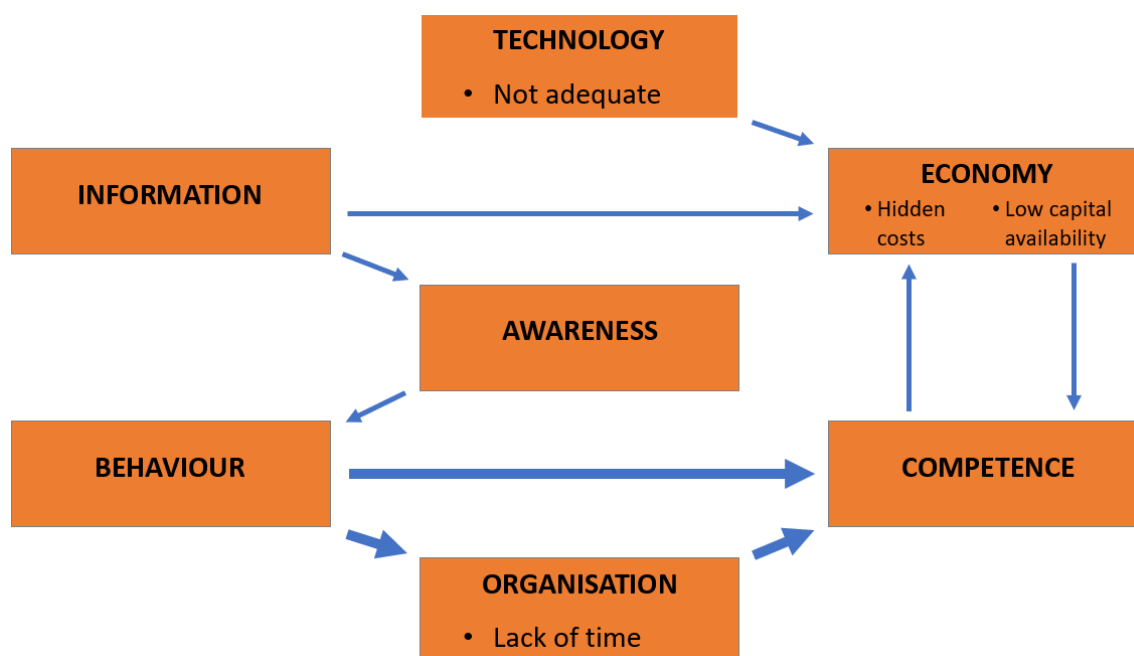 TECHNOLOGY
• Not adequate
INFORMATION
ECONOMY
• Hidden
costs
• Low capital
availability
AWARENESS
BEHAVIOUR
COMPETENCE
ORGANISATION
• Lack of time